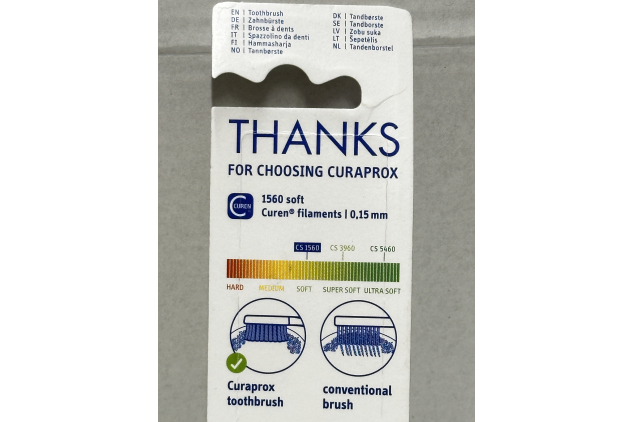 EN | Toothbrush
DE | Zahnbürste
FR | Brosse à dents
IT | Spazzolino da denti
FI | Hammasharja
NO | Tannbørste
DK | Tandbørste
SE | Tandborste
LV | Zobu suka
LT | Šepetėlis
NL | Tandenborstel
THANKS
FOR CHOOSING CURAPROX
CUREN
1560 soft
Curen® filaments | 0,15 mm
CS 1560 CS 3960 CS 5460
HARD MEDIUM SOFT SUPER SOFT ULTRA SOFT
Curaprox
toothbrush
conventional
brush